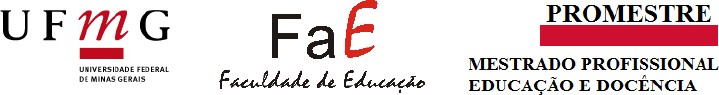 UFmG
UNIVERSIDADE FEDERAL
DE MINAS GERAIS
FaE
Faculdade de Educação
PROMESTRE
MESTRADO PROFISSIONAL
EDUCAÇÃO E DOCÊNCIA